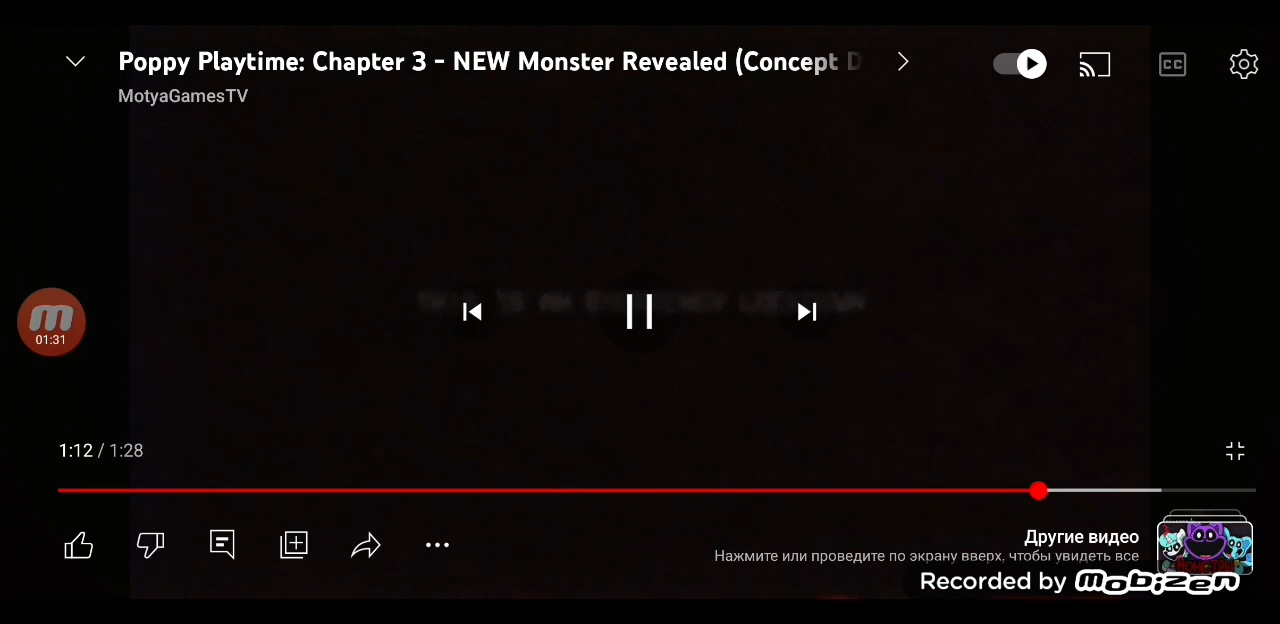 Poppy Playtime: Chapter 3 - NEW Monster Revealed (Concept D
MotyaGamesTV
CC
m
01:31
1:12 / 1:28
Другие видео
Нажмите или проведите по экрану вверх, чтобы увидеть все
Recorded by mobizen